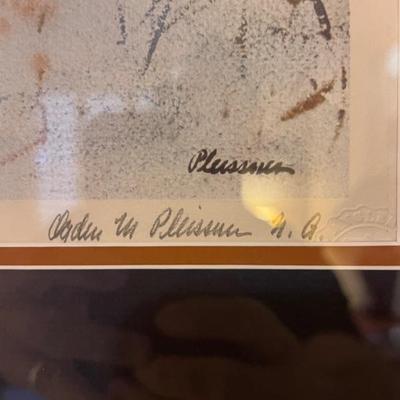 Pleissner
Ogden M Pleissner N. A.